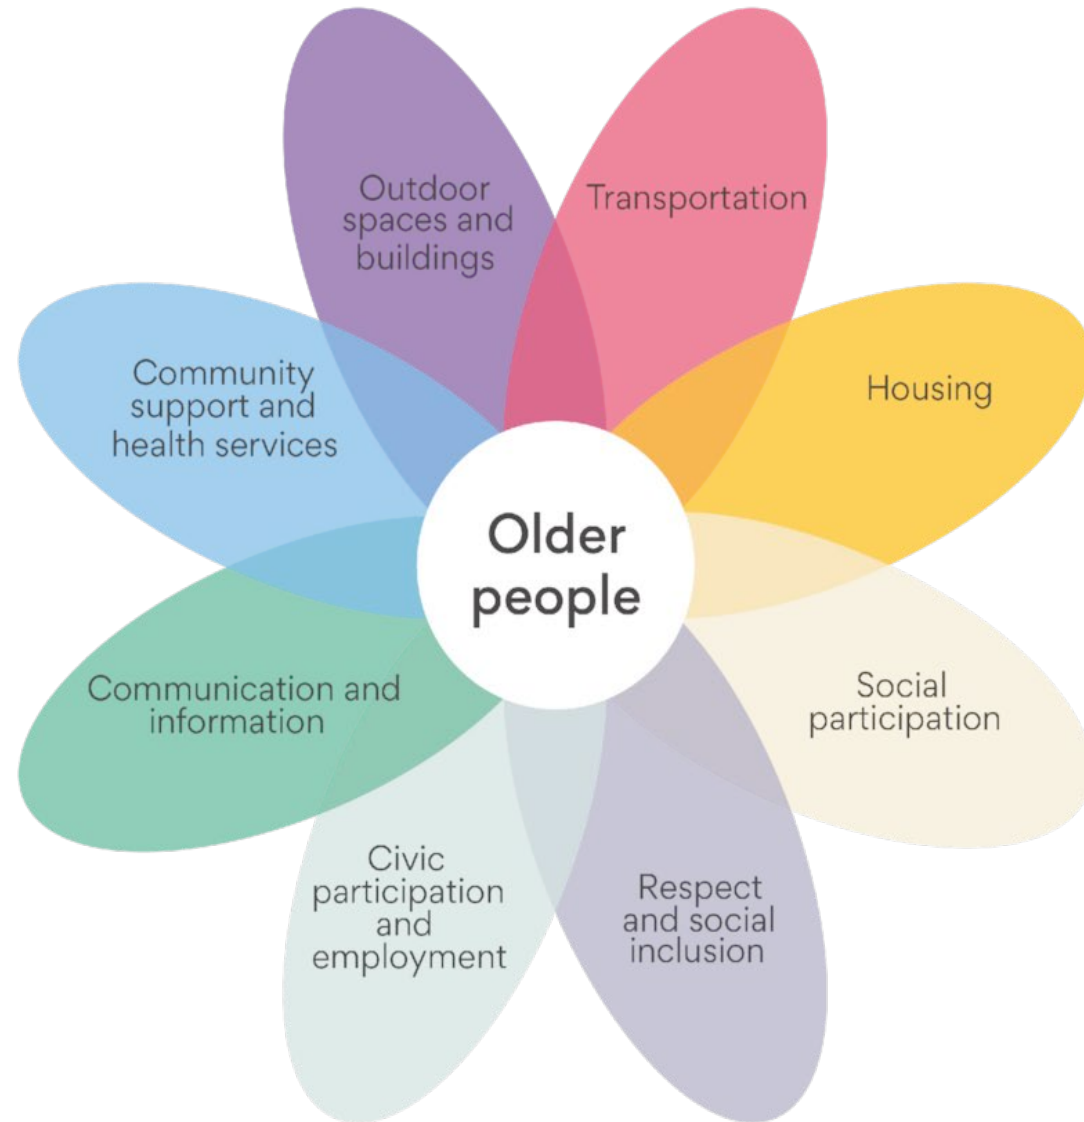 Outdoor
spaces and
buildings
Transportation
Housing
Social
participation
Respect
and social
inclusion
Civic
participation
and
employment
Communication and
information
Community
support and
health services
Older
people